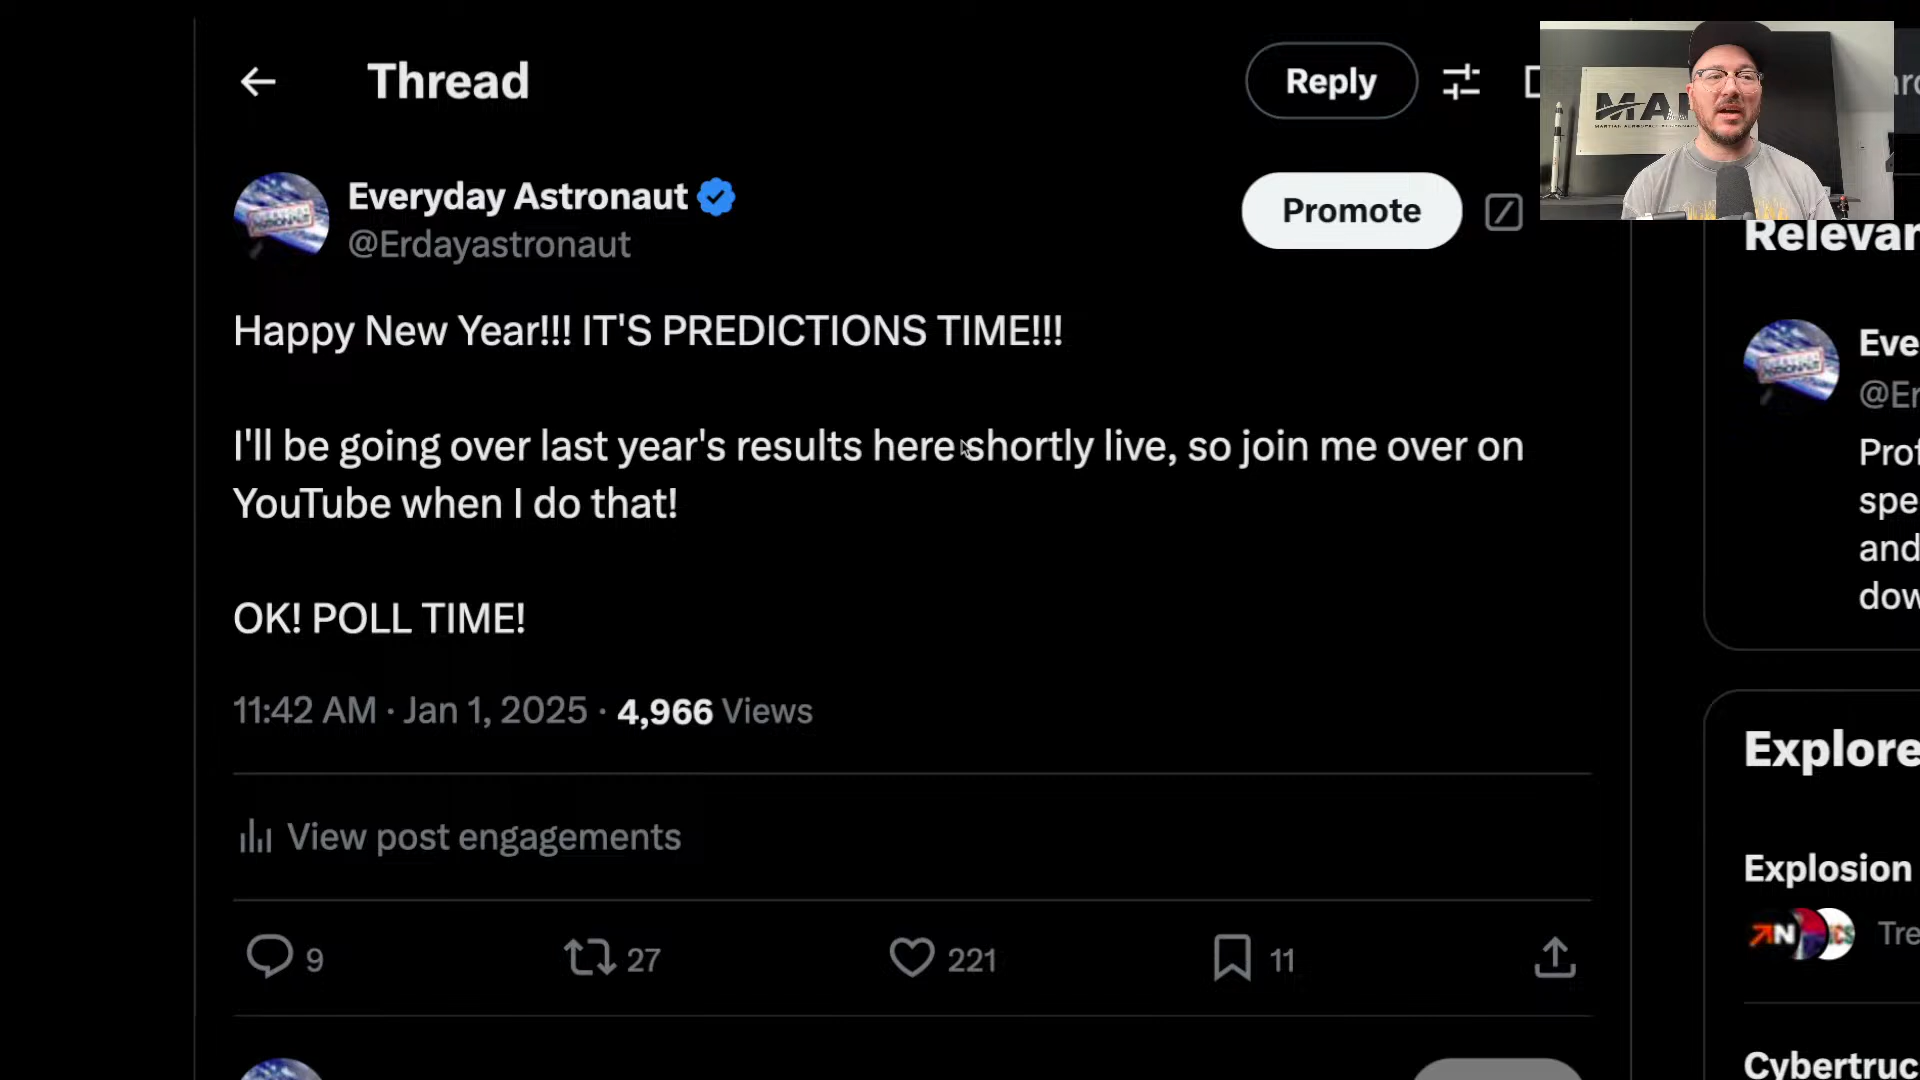 Thread
Reply
Everyday Astronaut
@Erdayastronaut
Promote
Happy New Year!!! IT'S PREDICTIONS TIME!!!
I'll be going over last year's results here shortly live, so join me over on
YouTube when I do that!
OK! POLL TIME!
11:42 AM · Jan 1, 2025 · 4,966 Views
View post engagements
9 27 221 11
MA
Relevan
Eve
@Er
Prof
spe
and
dow
Explore
Explosion
Tre
Cybertruc